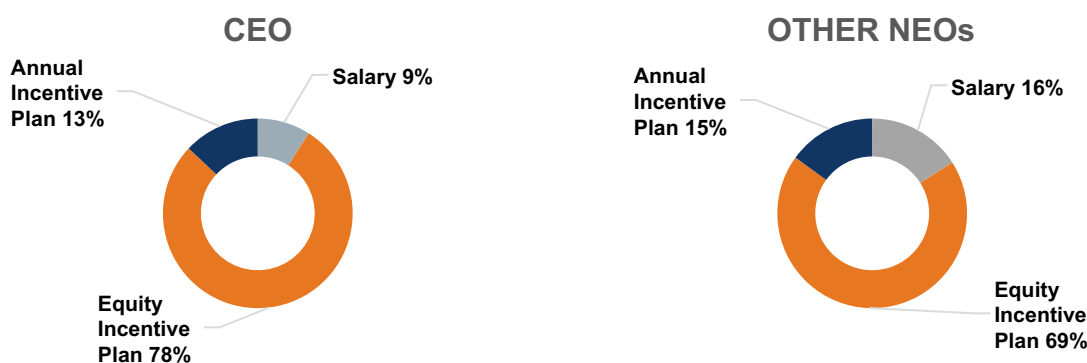 CEO
Annual
Incentive
Plan 13%
Salary 9%
Equity
Incentive
Plan 78%
OTHER NEOs
Annual
Incentive
Plan 15%
Salary 16%
Equity
Incentive
Plan 69%